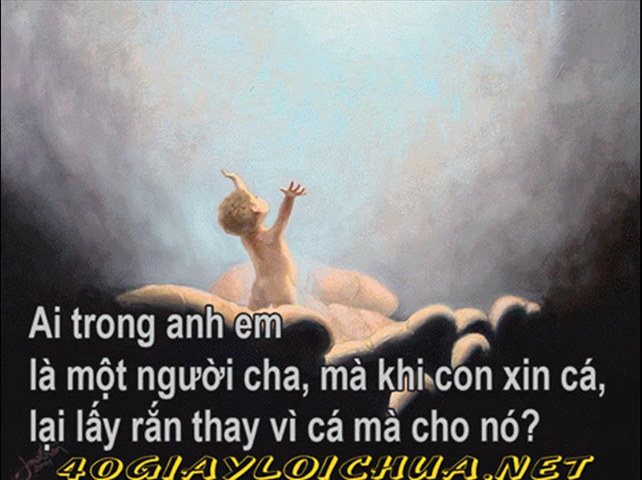 Ai trong anh em
là một người cha, mà khi con xin cá,
lại lấy rắn thay vì cá mà cho nó?
40GIAYLOICHUA.NET